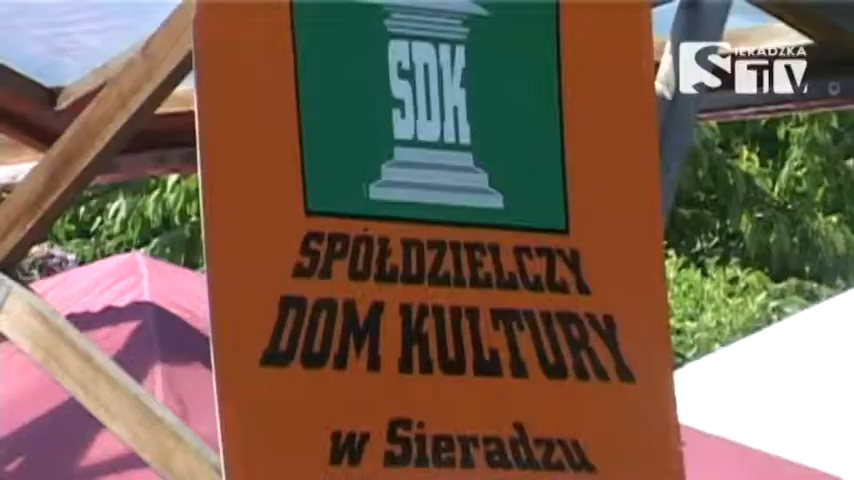 SIERADZKA
STV
SDK
SPÓŁDZIELCZY
DOM KULTURY
w Sieradzu